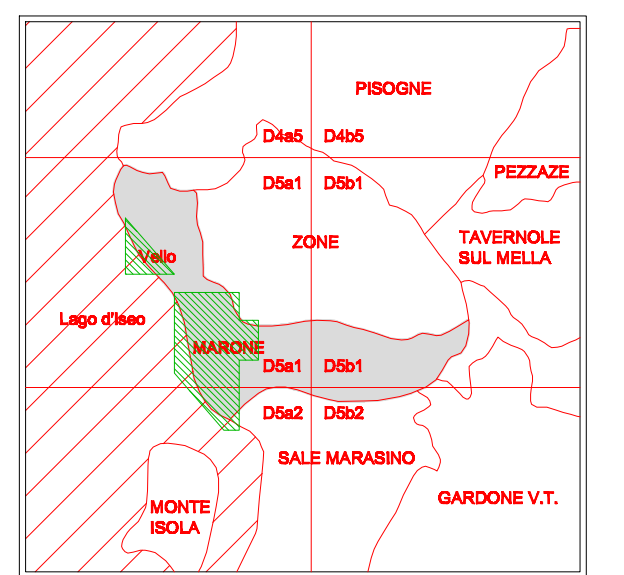 PISOGNE
D4a5 D4b5
PEZZAZE
D5a1 D5b1
ZONE
TAVERNOLE
SUL MELLA
Vello
Lago d'Iseo
MARONE
D5a1 D5b1
D5a2 D5b2
SALE MARASINO
GARDONE V.T.
MONTE
ISOLA